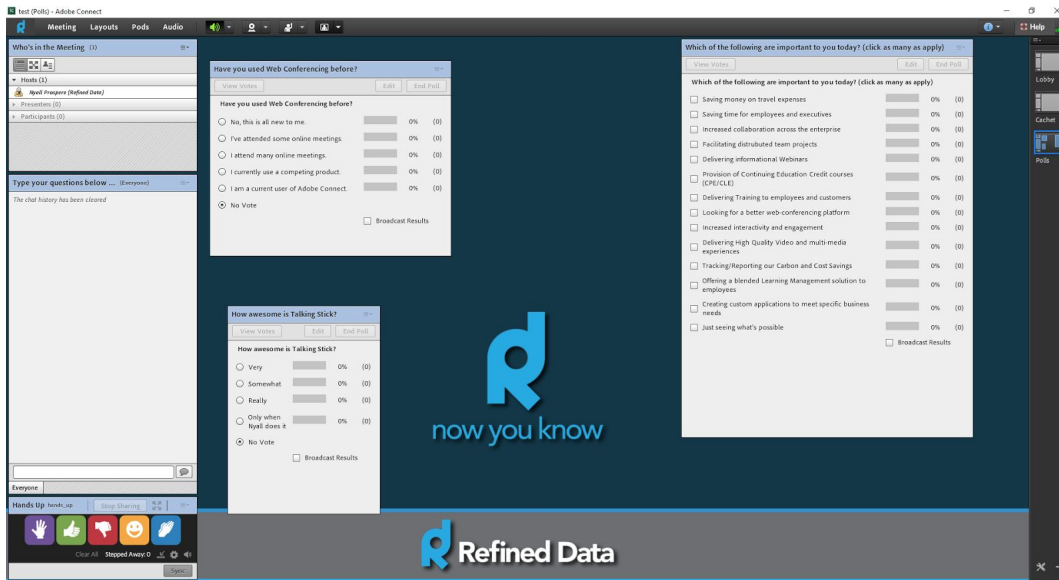 test (Polls) - Adobe Connect
Meeting Layouts Pods Audio
Help
Who's in the Meeting (1)
Hosts (1)
Nyell Prospere (Refined Data)
Presenters (0)
Participants (0)
Type your questions below ... (Everyone)
The chat history has been cleared
Everyone
Hands Up hands_up Stop Sharing
Clear All Stepped Away: 0
Sync
Have you used Web Conferencing before?
View Votes Edit End Poll
Have you used Web Conferencing before?
No, this is all new to me. 0% (0)
I've attended some online meetings. 0% (0)
I attend many online meetings. 0% (0)
I currently use a competing product. 0% (0)
I am a current user of Adobe Connect. 0% (0)
No Vote
Broadcast Results
How awesome is Talking Stick?
View Votes Edit End Poll
How awesome is Talking Stick?
Very 0% (0)
Somewhat 0% (0)
Really 0% (0)
Only when
Nyall does it 0% (0)
No Vote
Broadcast Results
now you know
Refined Data
Which of the following are important to you today? (click as many as apply)
View Votes Edit End Poll
Which of the following are important to you today? (click as many as apply)
Saving money on travel expenses 0% (0)
Saving time for employees and executives 0% (0)
Increased collaboration across the enterprise 0% (0)
Facilitating distrubuted team projects 0% (0)
Delivering informational Webinars 0% (0)
Provision of Continuing Education Credit courses
(CPE/CLE) 0% (0)
Delivering Training to employees and customers 0% (0)
Looking for a better web-conferencing platform 0% (0)
Increased interactivity and engagement 0% (0)
Delivering High Quality Video and multi-media
experiences 0% (0)
Tracking/Reporting our Carbon and Cost Savings 0% (0)
Offering a blended Learning Management solution to
employees 0% (0)
Creating custom applications to meet specific business
needs 0% (0)
Just seeing what's possible 0% (0)
Broadcast Results
Lobby
Cachet
Polls